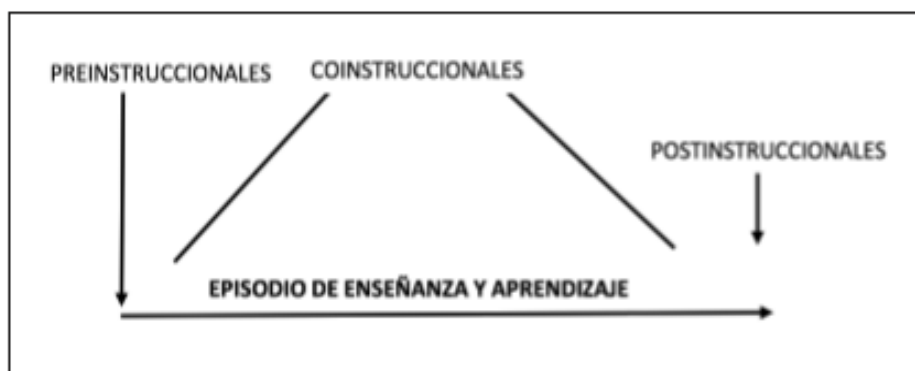 PREINSTRUCCIONALES
COINSTRUCCIONALES
POSTINSTRUCCIONALES
EPISODIO DE ENSEÑANZA Y APRENDIZAJE